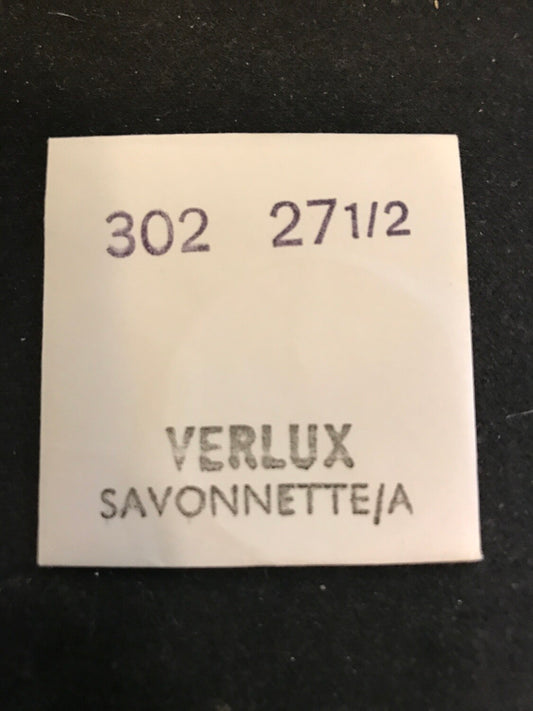 302 27 1/2
VERLUX
SAVONNETTE/A